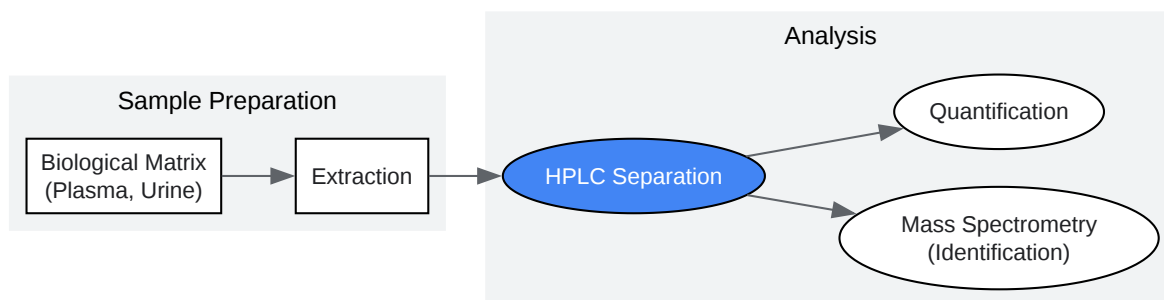 Sample Preparation
Biological Matrix
(Plasma, Urine)
Extraction
Analysis
HPLC Separation
Quantification
Mass Spectrometry
(Identification)